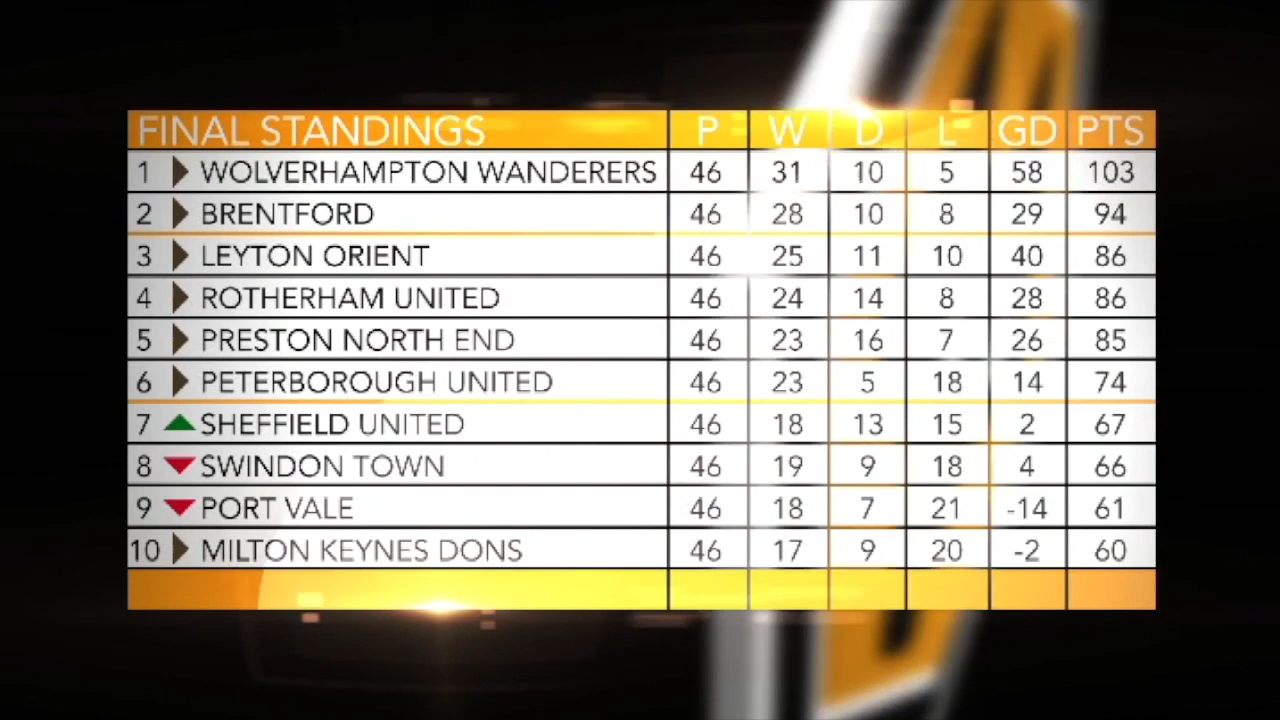 FINAL STANDINGS P W D L GD PTS
1 WOLVERHAMPTON WANDERERS 46 31 10 5 58 103
2 BRENTFORD 46 28 10 8 29 94
3 LEYTON ORIENT 46 25 11 10 40 86
4 ROTHERHAM UNITED 46 24 14 8 28 86
5 PRESTON NORTH END 46 23 16 7 26 85
6 PETERBOROUGH UNITED 46 23 5 18 14 74
7 SHEFFIELD UNITED 46 18 13 15 2 67
8 SWINDON TOWN 46 19 9 18 4 66
9 PORT VALE 46 18 7 21 -14 61
10 MILTON KEYNES DONS 46 17 9 20 -2 60